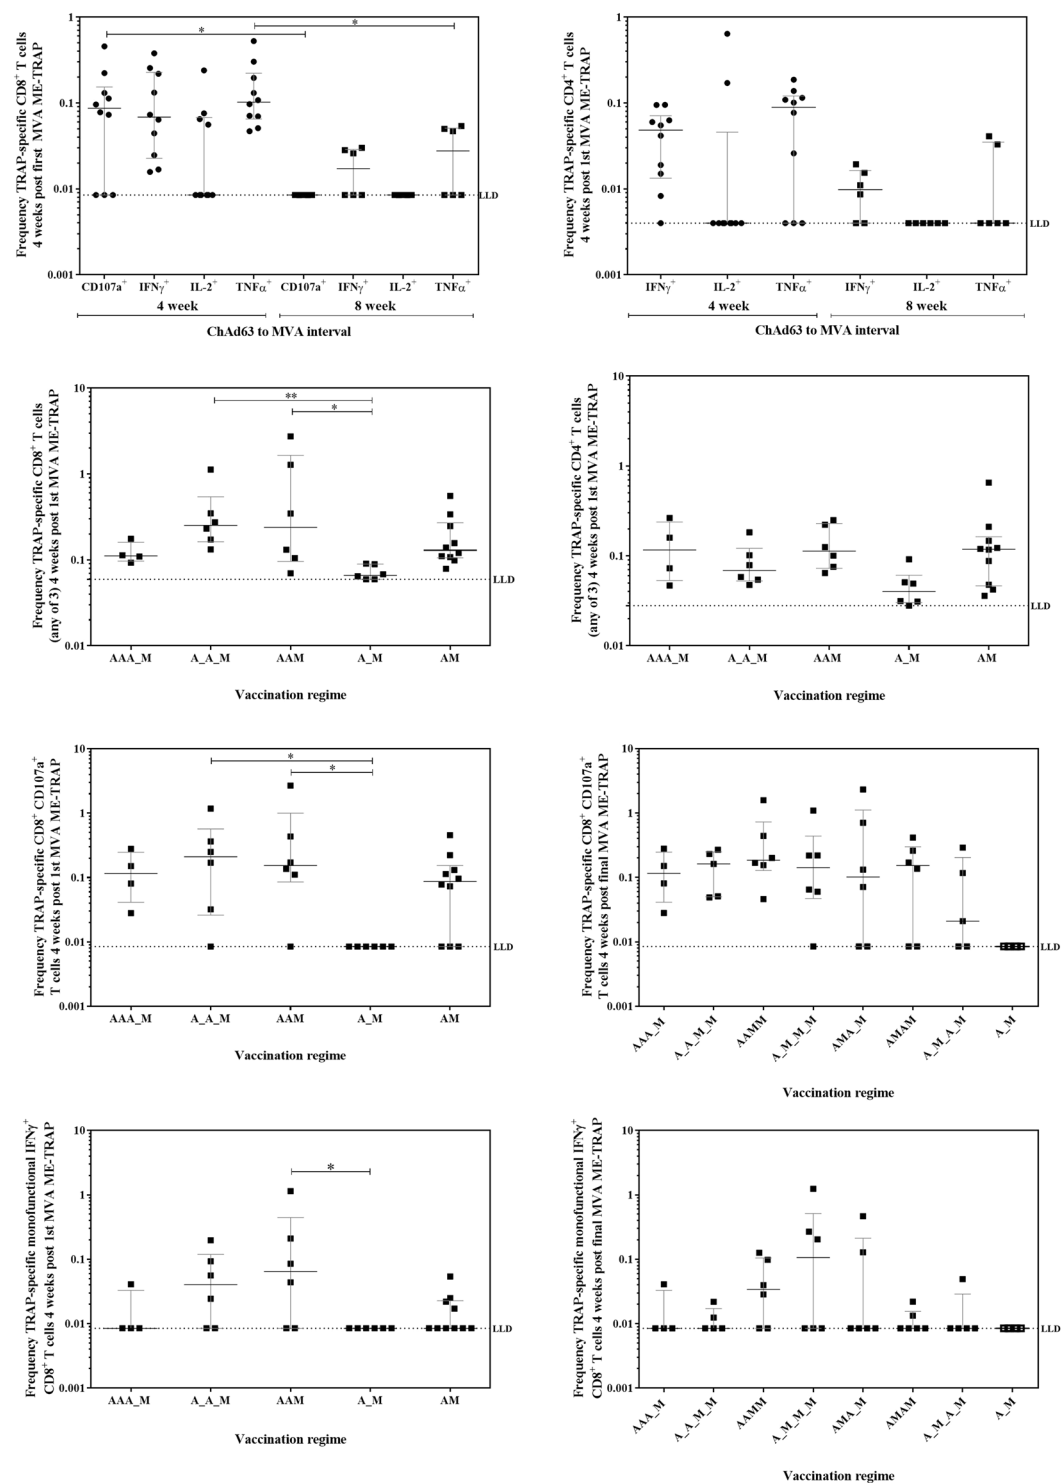 Frequency TRAP-specific CD8+ T cells
4 weeks post first MVA ME-TRAP
1
0.1
0.01
0.001
*
*
LLD
CD107a+ IFNγ+ IL-2+ TNFα+ CD107a+ IFNγ+ IL-2+ TNFα+
4 week 8 week
ChAd63 to MVA interval
Frequency TRAP-specific CD4+ T cells
4 weeks post 1st MVA ME-TRAP
1
0.1
0.01
0.001
LLD
IFNγ+ IL-2+ TNFα+ IFNγ+ IL-2+ TNFα+
4 week 8 week
ChAd63 to MVA interval
Frequency TRAP-specific CD8+ T cells
(any of 3) 4 weeks post 1st MVA ME-TRAP
10
1
0.1
0.01
**
*
LLD
AAA_M A_A_M AAM A_M AM
Vaccination regime
Frequency TRAP-specific CD4+ T cells
(any of 3) 4 weeks post 1st MVA ME-TRAP
10
1
0.1
0.01
LLD
AAA_M A_A_M AAM A_M AM
Vaccination regime
Frequency TRAP-specific CD8+ CD107a+
T cells 4 weeks post 1st MVA ME-TRAP
10
1
0.1
0.01
0.001
*
*
LLD
AAA_M A_A_M AAM A_M AM
Vaccination regime
Frequency TRAP-specific CD8+ CD107a+
T cells 4 weeks post final MVA ME-TRAP
10
1
0.1
0.01
0.001
LLD
AAA_M A_A_M_M AAMM A_M_M_M AMA_M AMAM A_M_A_M A_M
Vaccination regime
Frequency TRAP-specific monofunctional IFNγ+
CD8+ T cells 4 weeks post 1st MVA ME-TRAP
10
1
0.1
0.01
0.001
*
LLD
AAA_M A_A_M AAM A_M AM
Vaccination regime
Frequency TRAP-specific monofunctional IFNγ+
CD8+ T cells 4 weeks post final MVA ME-TRAP
10
1
0.1
0.01
0.001
LLD
AAA_M A_A_M_M AAMM A_M_M_M AMA_M AMAM A_M_A_M A_M
Vaccination regime